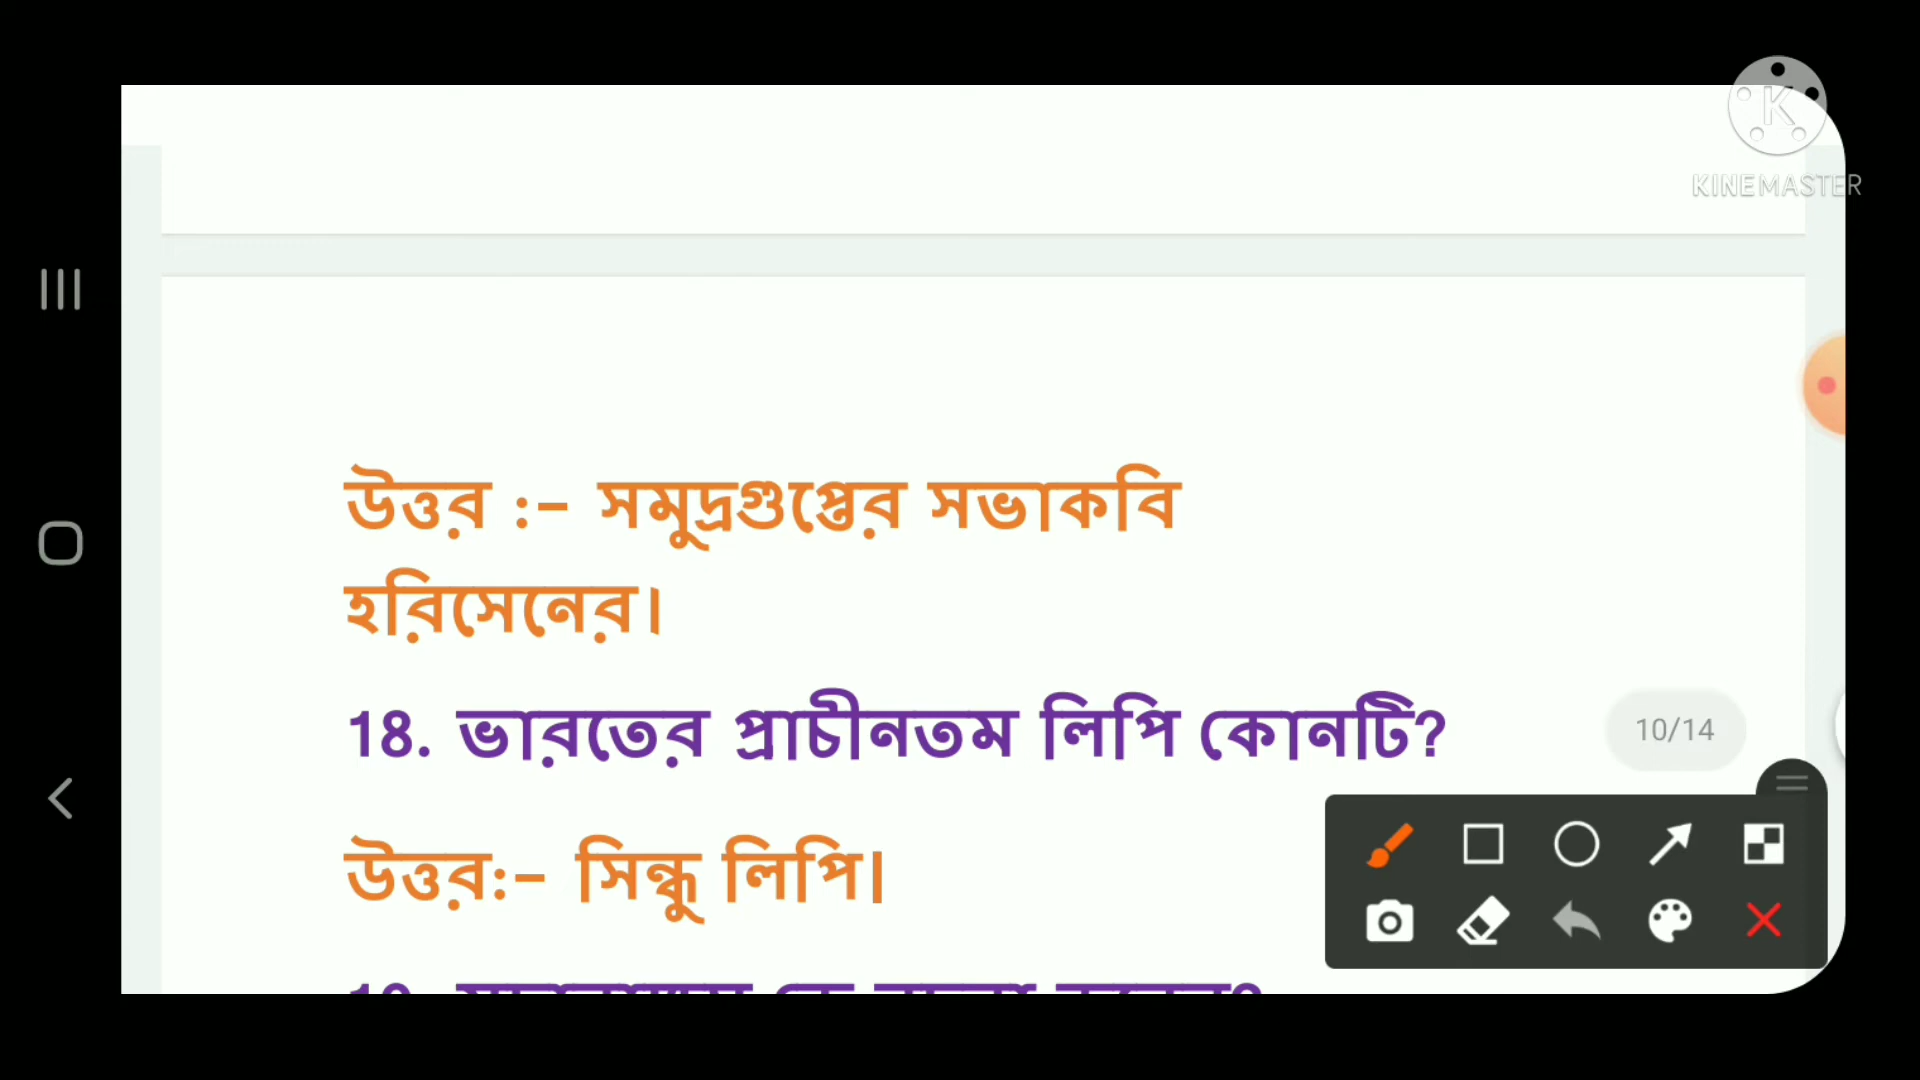 KINEMASTER
উত্তর :- সমুদ্রগুপ্তের সভাকবি
হরিসেনের।
18. ভারতের প্রাচীনতম লিপি কোনটি?
10/14
উত্তর:- সিন্ধু লিপি।